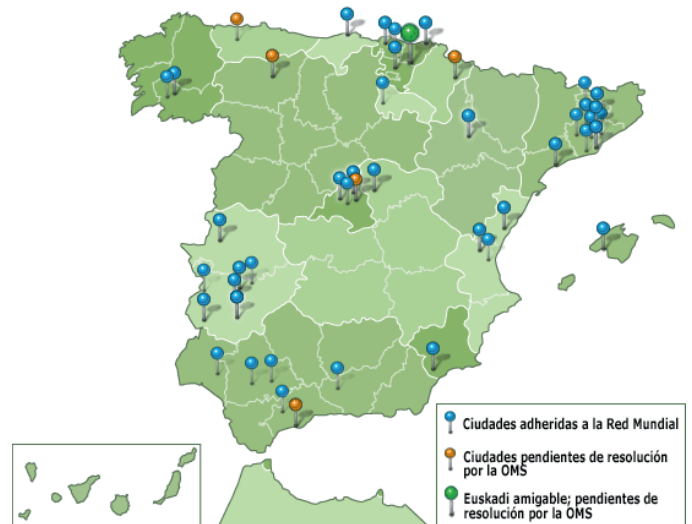 Ciudades adheridas a la Red Mundial
Ciudades pendientes de resolución
por la OMS
Euskadi amigable; pendientes de
resolución por la OMS